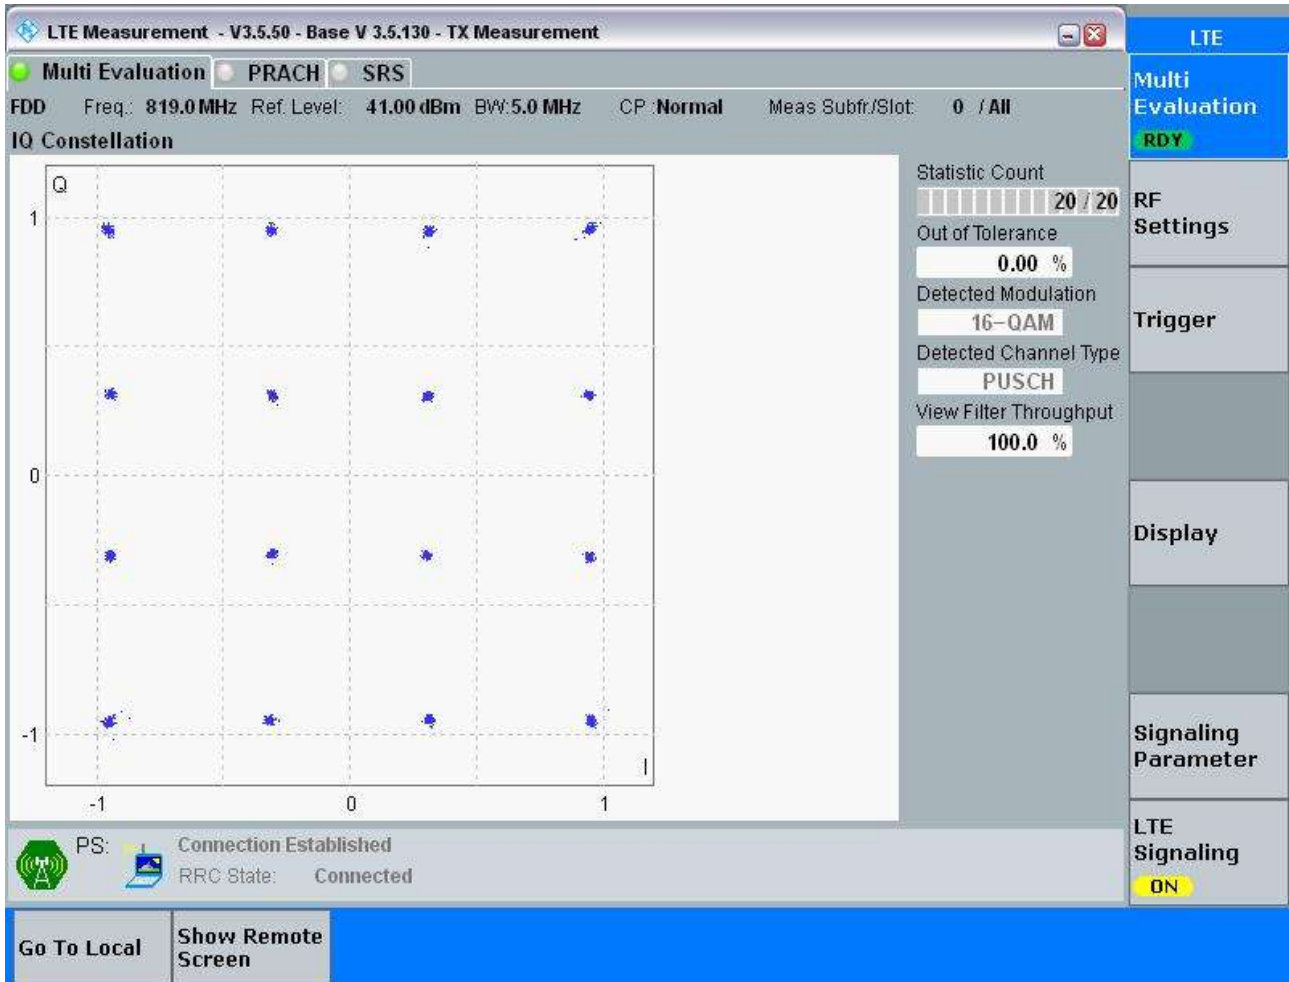 LTE Measurement - V3.5.50 - Base V 3.5.130 - TX Measurement
LTE
Multi Evaluation PRACH SRS
FDD Freq.: 819.0 MHz Ref. Level: 41.00 dBm BW:5.0 MHz CP :Normal Meas Subfr./Slot: 0 / All
IQ Constellation
Q
1
0
-1
I
-1 0 1
Statistic Count
20 / 20
Out of Tolerance
0.00 %
Detected Modulation
16-QAM
Detected Channel Type
PUSCH
View Filter Throughput
100.0 %
Multi
Evaluation
RDY
RF
Settings
Trigger
Display
Signaling
Parameter
LTE
Signaling
ON
PS: Connection Established
RRC State: Connected
Go To Local
Show Remote
Screen